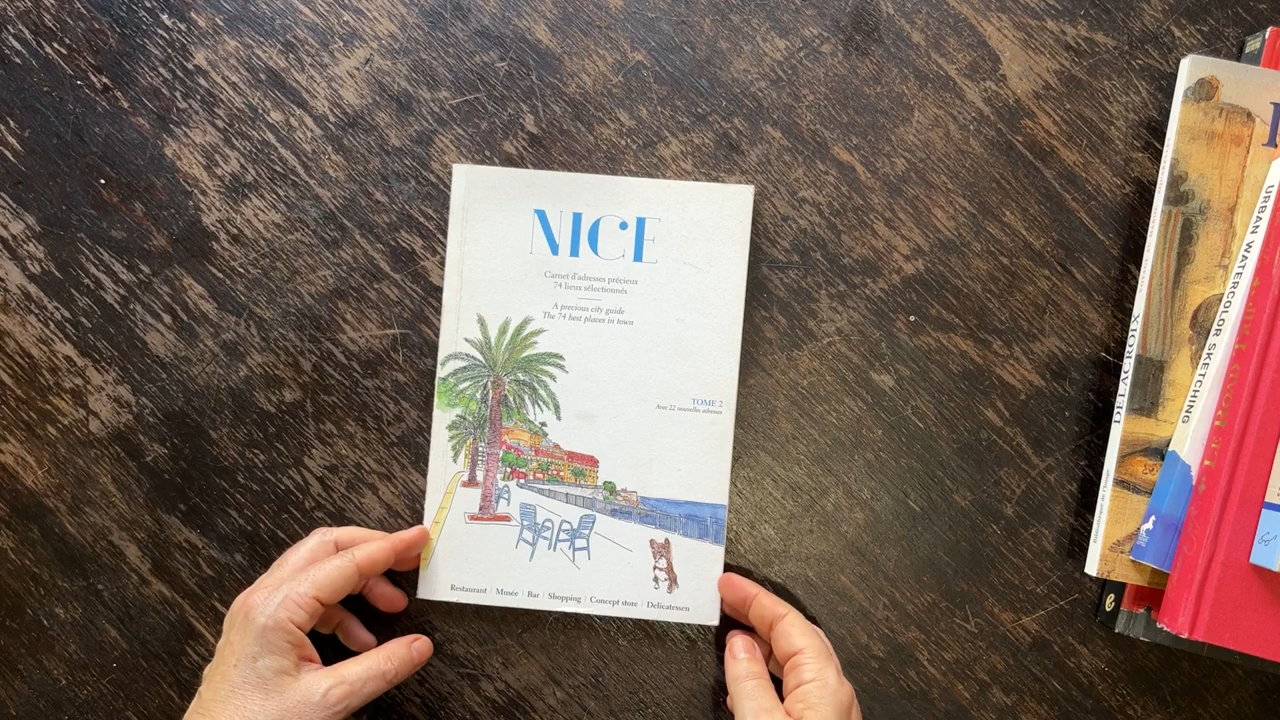 NICE
Carnet d'adresses précieux
74 lieux sélectionnés
A precious city guide
The 74 best places in town
TOME 2
Avec 22 nouvelles adresses
Restaurant | Musée | Bar | Shopping | Concept store | Delicatessen
DELACROIX
URBAN WATERCOLOR SKETCHING